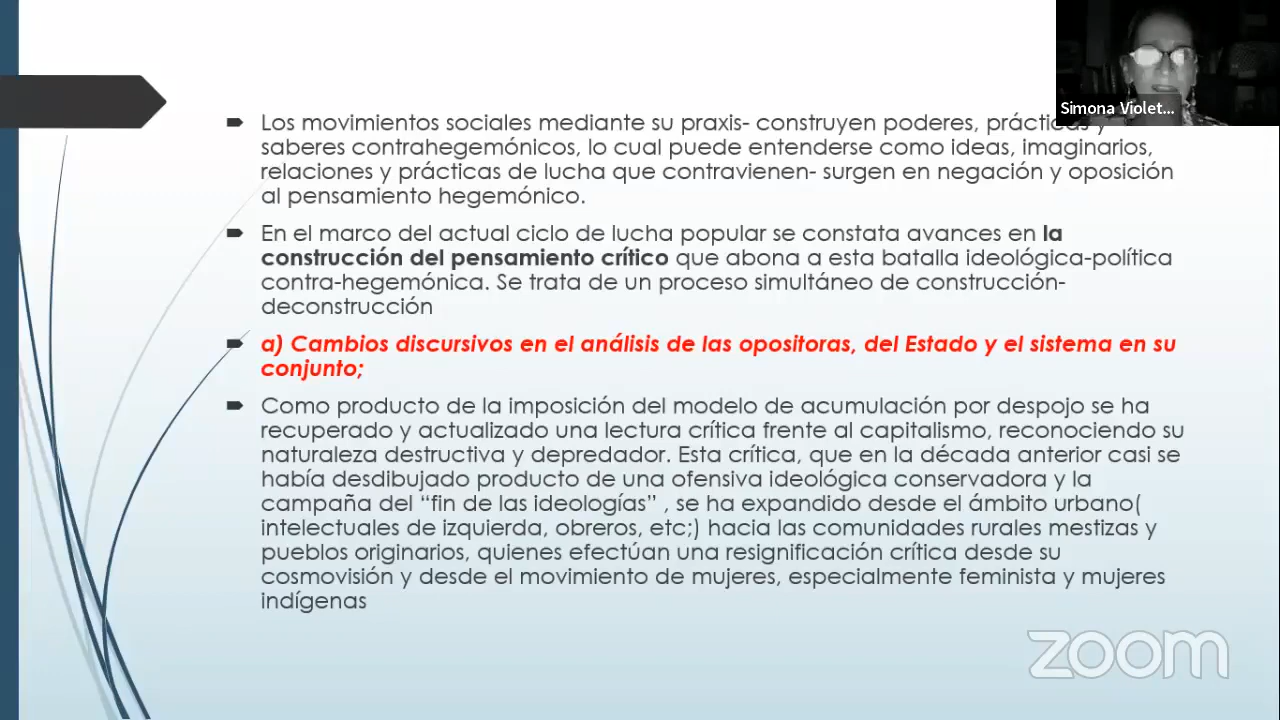 Simona Violet...
Los movimientos sociales mediante su praxis- construyen poderes, prácticas y
saberes contrahegemónicos, lo cual puede entenderse como ideas, imaginarios,
relaciones y prácticas de lucha que contravienen- surgen en negación y oposición
al pensamiento hegemónico.
En el marco del actual ciclo de lucha popular se constata avances en la
construcción del pensamiento crítico que abona a esta batalla ideológica-política
contra-hegemónica. Se trata de un proceso simultáneo de construcción-
deconstrucción
a) Cambios discursivos en el análisis de las opositoras, del Estado y el sistema en su
conjunto;
Como producto de la imposición del modelo de acumulación por despojo se ha
recuperado y actualizado una lectura crítica frente al capitalismo, reconociendo su
naturaleza destructiva y depredador. Esta crítica, que en la década anterior casi se
había desdibujado producto de una ofensiva ideológica conservadora y la
campaña del “fin de las ideologías” , se ha expandido desde el ámbito urbano(
intelectuales de izquierda, obreros, etc;) hacia las comunidades rurales mestizas y
pueblos originarios, quienes efectúan una resignificación crítica desde su
cosmovisión y desde el movimiento de mujeres, especialmente feminista y mujeres
indígenas
zoom